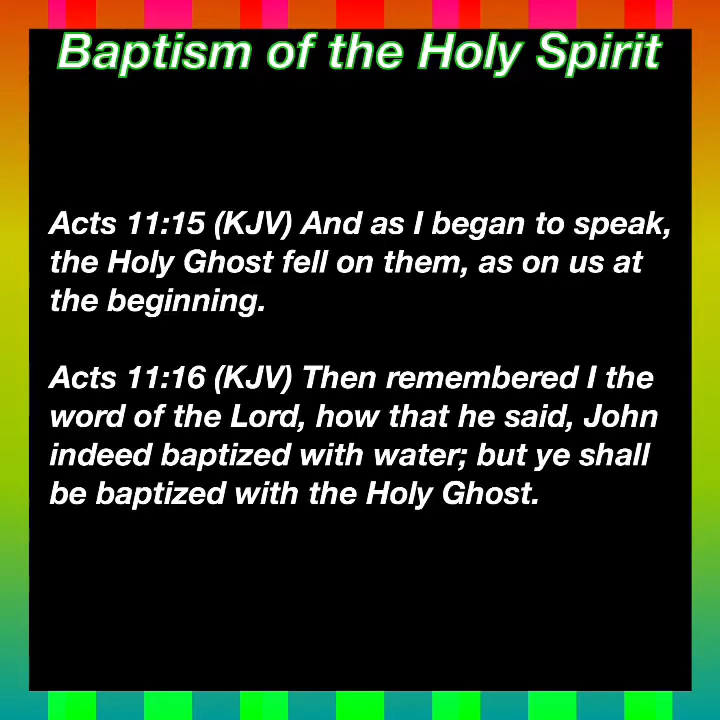 Baptism of the Holy Spirit
Acts 11:15 (KJV) And as I began to speak,
the Holy Ghost fell on them, as on us at
the beginning.
Acts 11:16 (KJV) Then remembered I the
word of the Lord, how that he said, John
indeed baptized with water; but ye shall
be baptized with the Holy Ghost.